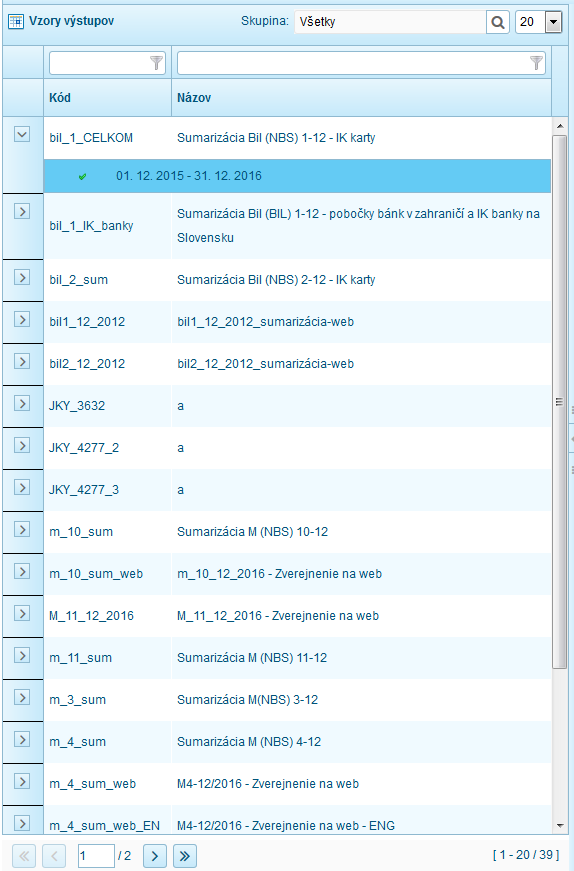 Vzory výstupov Skupina: Všetky 20
Kód Názov
bil_1_CELKOM Sumarizácia Bil (NBS) 1-12 - IK karty
01. 12. 2015 - 31. 12. 2016
bil_1_IK_banky Sumarizácia Bil (BIL) 1-12 - pobočky bánk v zahraničí a IK banky na
Slovensku
bil_2_sum Sumarizácia Bil (NBS) 2-12 - IK karty
bil1_12_2012 bil1_12_2012_sumarizácia-web
bil2_12_2012 bil2_12_2012_sumarizácia-web
JKY_3632 a
JKY_4277_2 a
JKY_4277_3 a
m_10_sum Sumarizácia M (NBS) 10-12
m_10_sum_web m_10_12_2016 - Zverejnenie na web
M_11_12_2016 M_11_12_2016 - Zverejnenie na web
m_11_sum Sumarizácia M (NBS) 11-12
m_3_sum Sumarizácia M(NBS) 3-12
m_4_sum Sumarizácia M (NBS) 4-12
m_4_sum_web M4-12/2016 - Zverejnenie na web
m_4_sum_web_EN M4-12/2016 - Zverejnenie na web - ENG
1 / 2 [ 1 - 20 / 39 ]